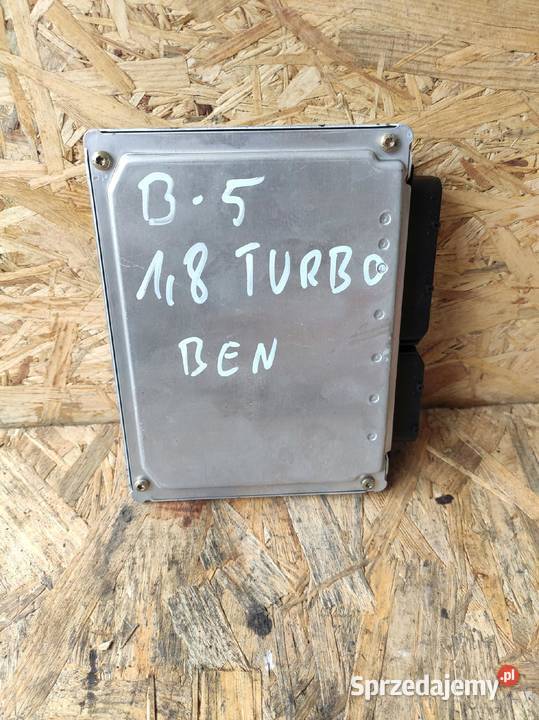 B-5
1,8 TURBO
BEN
Sprzedajemy.pl